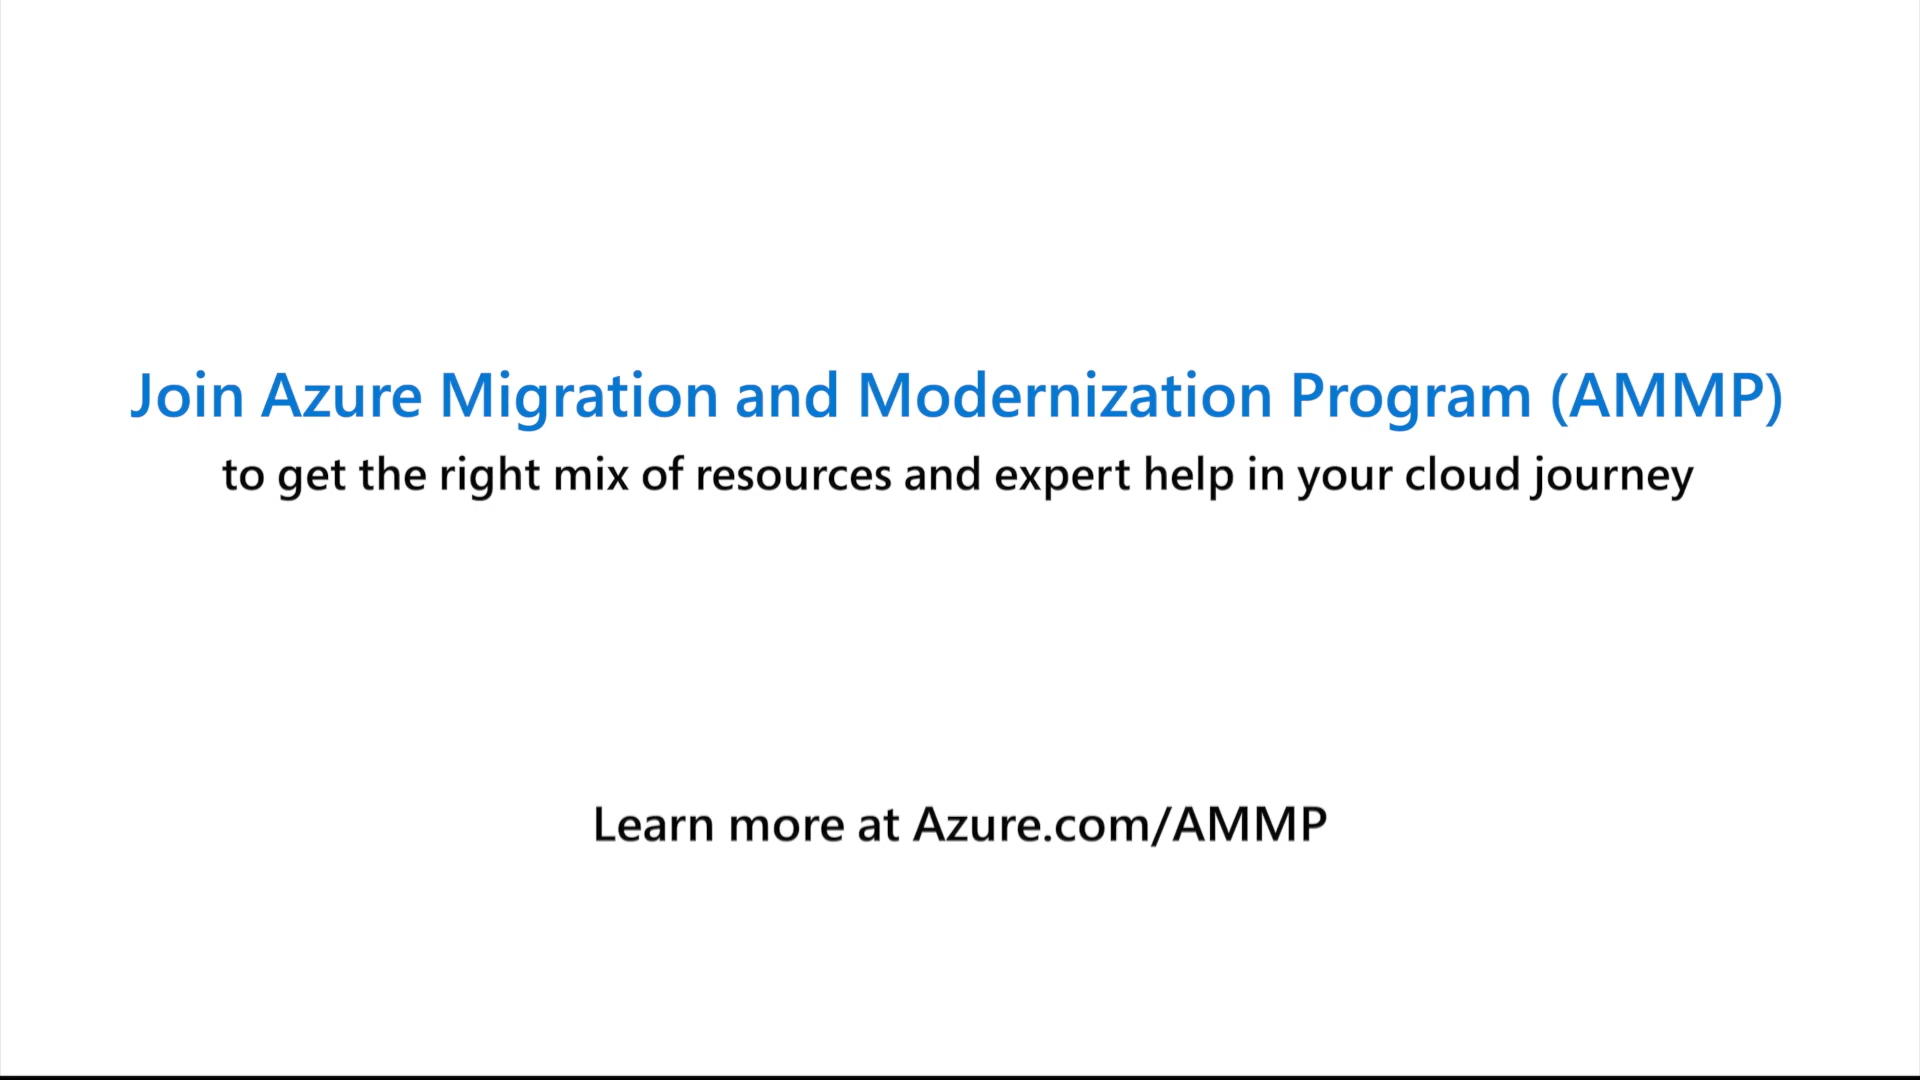 Join Azure Migration and Modernization Program (AMMP)
to get the right mix of resources and expert help in your cloud journey
Learn more at Azure.com/AMMP